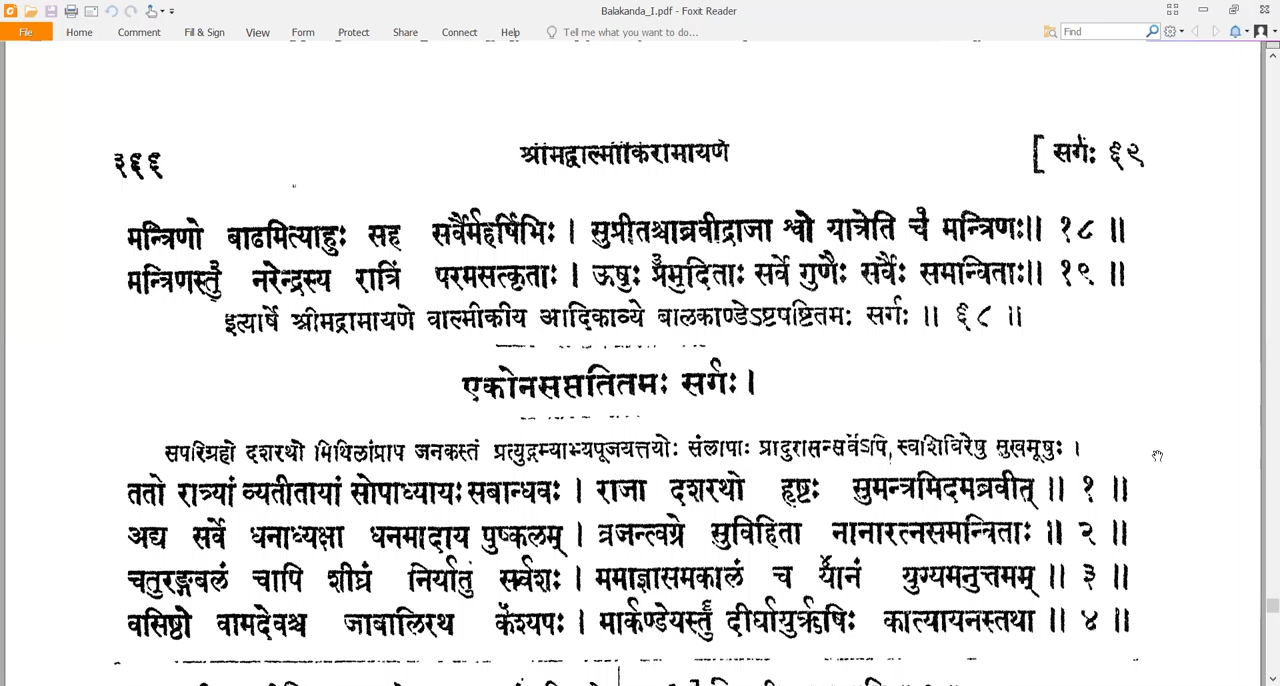 Balakanda_I.pdf - Foxit Reader
File Home Comment Fill & Sign View Form Protect Share Connect Help Tell me what you want to do... Find
३६६ श्रीमद्वाल्मीकिरामायणे [ सर्गः ६९
मन्त्रिणो बाढमित्याहुः सह सर्वैर्महर्षिभिः । सुप्रीतश्चाब्रवीद्राजा श्वो यात्रेति च मन्त्रिणः ॥ १८ ॥
मन्त्रिणस्तु नरेन्द्रस्य रात्रिं परमसत्कृताः । ऊषुः प्रमुदिताः सर्वे गुणैः सर्वैः समन्विताः ॥ १९ ॥
इत्यार्षे श्रीमद्रामायणे वाल्मीकीय आदिकाव्ये बालकाण्डेऽष्टषष्टितमः सर्गः ॥ ६८ ॥
एकोनसप्ततितमः सर्गः ।
सपरिग्रहो दशरथो मिथिलांप्राप जनकस्तं प्रत्युद्गम्याभ्यपूजयत्तयोः संलापाः प्रादुरासन्सर्वेऽपि, स्वाशिविरेषु सुखमूषुः ।
ततो रात्र्यां व्यतीतायां सोपाध्यायः सबान्धवः । राजा दशरथो हृष्टः सुमन्त्रमिदमब्रवीत् ॥ १ ॥
अद्य सर्वे धनाध्यक्षा धनमादाय पुष्कलम् । व्रजन्त्वग्रे सुविहिता नानारत्नसमन्विताः ॥ २ ॥
चतुरङ्गबलं चापि शीघ्रं निर्यातु सर्वशः । ममाज्ञासमकालं च यानं युग्यमनुत्तमम् ॥ ३ ॥
वसिष्ठो वामदेवश्च जाबालिरथ कश्यपः । मार्कण्डेयस्तु दीर्घायुर्ऋषिः कात्यायनस्तथा ॥ ४ ॥